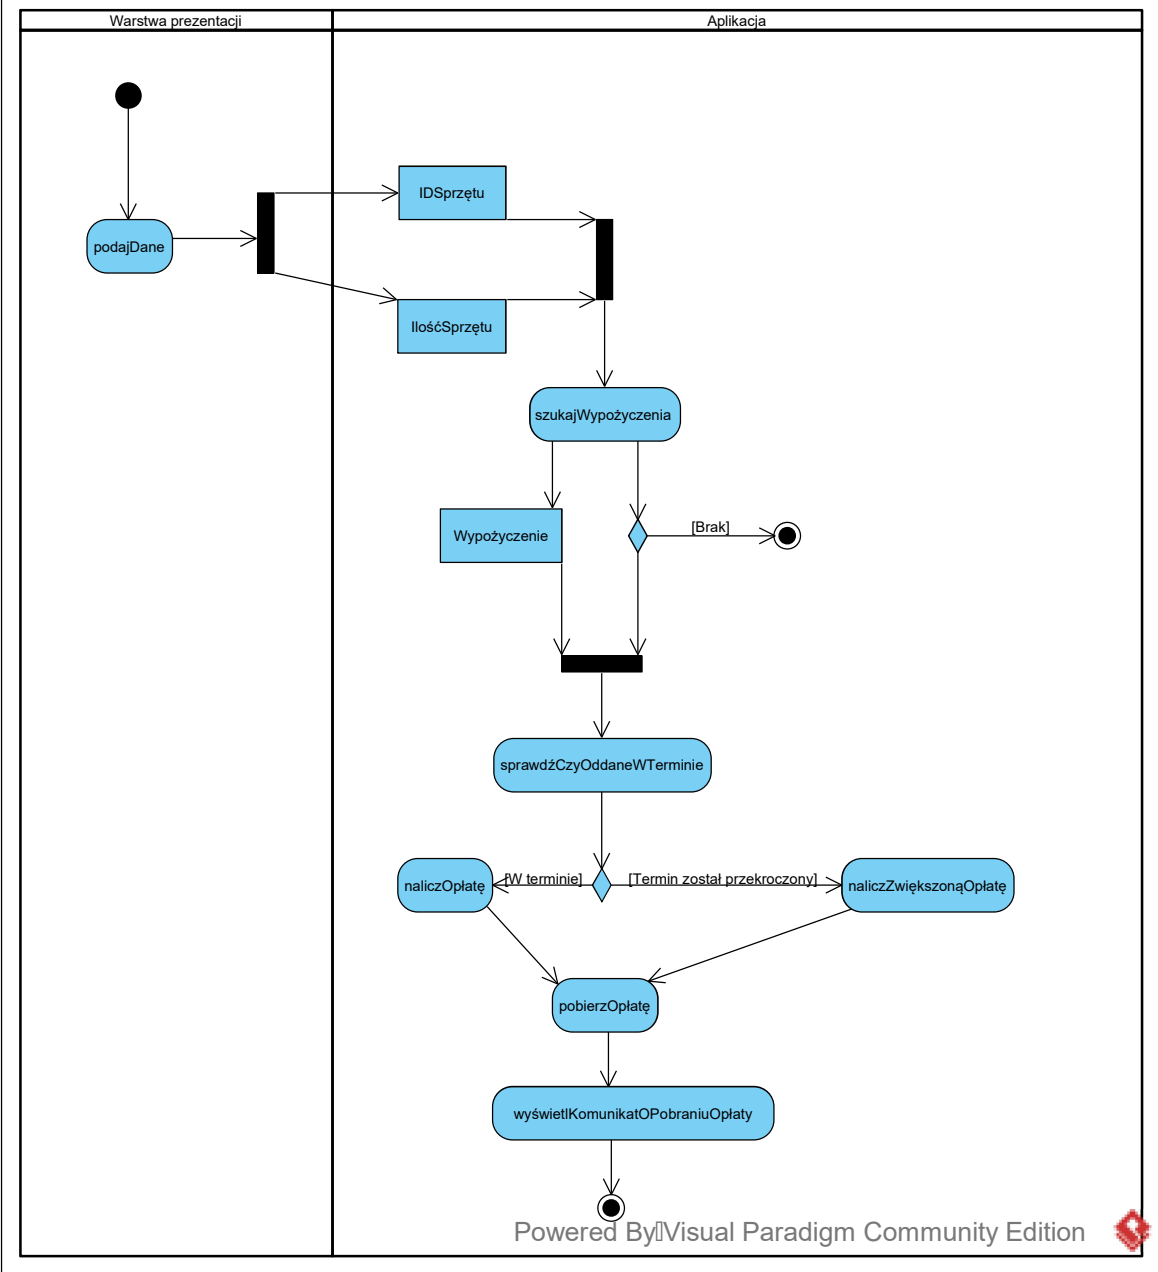 Warstwa prezentacji
Aplikacja
IDSprzętu
podajDane
IlośćSprzętu
szukajWypożyczenia
[Brak]
Wypożyczenie
sprawdźCzyOddaneWTerminie
naliczOpłatę
[W terminie]
[Termin został przekroczony]
naliczZwiększonąOpłatę
pobierzOpłatę
wyświetlKomunikatOPobraniuOpłaty
Powered By▯Visual Paradigm Community Edition